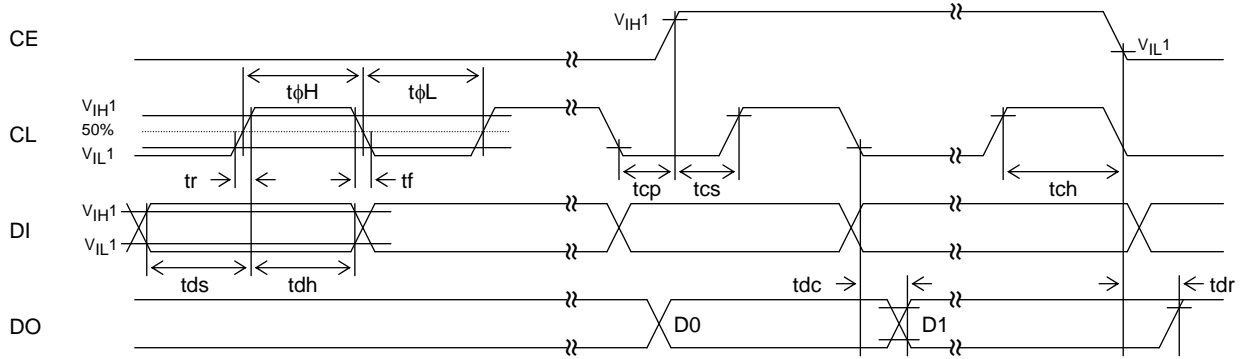 CE
VIH1
VIL1
tϕH
tϕL
CL
VIH1
50%
VIL1
tr
tf
tcp
tcs
tch
DI
VIH1
VIL1
tds
tdh
tdc
tdr
DO
D0
D1